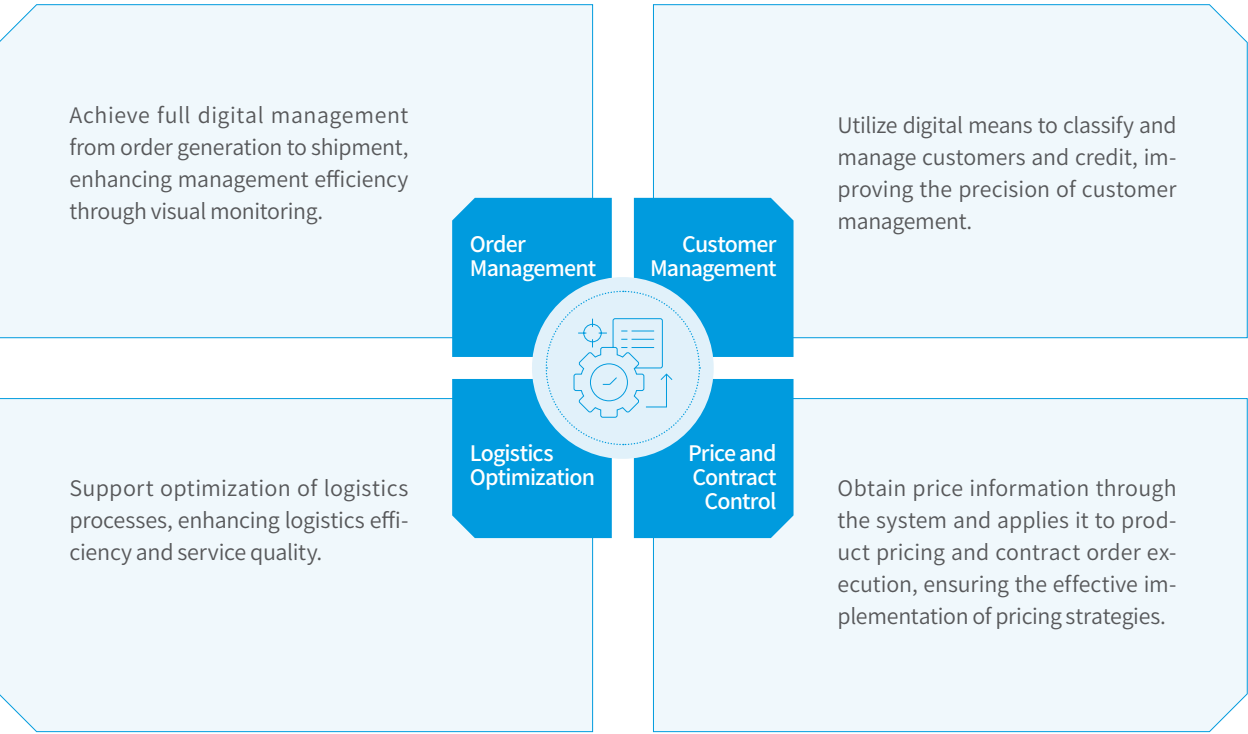 Achieve full digital management
from order generation to shipment,
enhancing management efficiency
through visual monitoring.
Order
Management
Utilize digital means to classify and
manage customers and credit, im-
proving the precision of customer
management.
Customer
Management
Support optimization of logistics
processes, enhancing logistics effi-
ciency and service quality.
Logistics
Optimization
Price and
Contract
Control
Obtain price information through
the system and applies it to prod-
uct pricing and contract order ex-
ecution, ensuring the effective im-
plementation of pricing strategies.